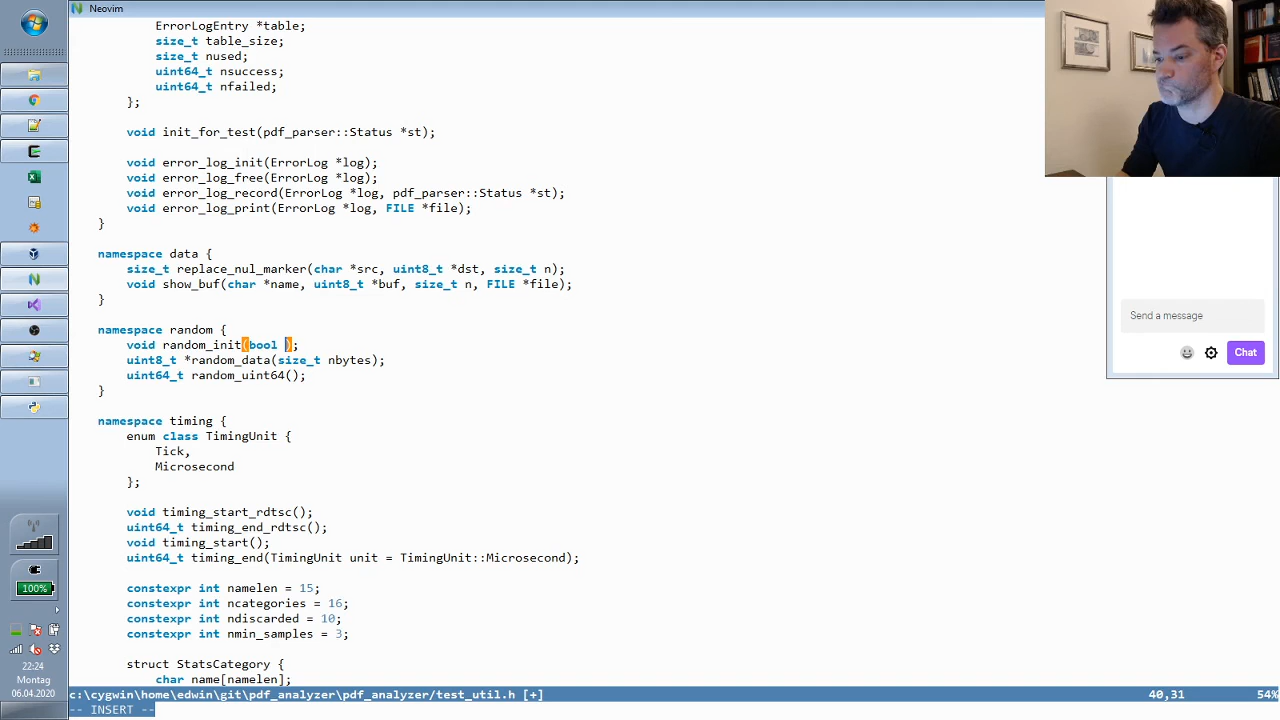 Neovim
ErrorLogEntry *table;
size_t table_size;
size_t nused;
uint64_t nsuccess;
uint64_t nfailed;
};
void init_for_test(pdf_parser::Status *st);
void error_log_init(ErrorLog *log);
void error_log_free(ErrorLog *log);
void error_log_record(ErrorLog *log, pdf_parser::Status *st);
void error_log_print(ErrorLog *log, FILE *file);
}
namespace data {
size_t replace_nul_marker(char *src, uint8_t *dst, size_t n);
void show_buf(char *name, uint8_t *buf, size_t n, FILE *file);
}
namespace random {
void random_init(bool );
uint8_t *random_data(size_t nbytes);
uint64_t random_uint64();
}
namespace timing {
enum class TimingUnit {
Tick,
Microsecond
};
void timing_start_rdtsc();
uint64_t timing_end_rdtsc();
void timing_start();
uint64_t timing_end(TimingUnit unit = TimingUnit::Microsecond);
constexpr int namelen = 15;
constexpr int ncategories = 16;
constexpr int ndiscarded = 10;
constexpr int nmin_samples = 3;
struct StatsCategory {
char name[namelen];
c:\cygwin\home\edwin\git\pdf_analyzer\pdf_analyzer/test_util.h [+] 40,31 54%
-- INSERT --
Send a message
Chat
100%
22:24
Montag
06.04.2020